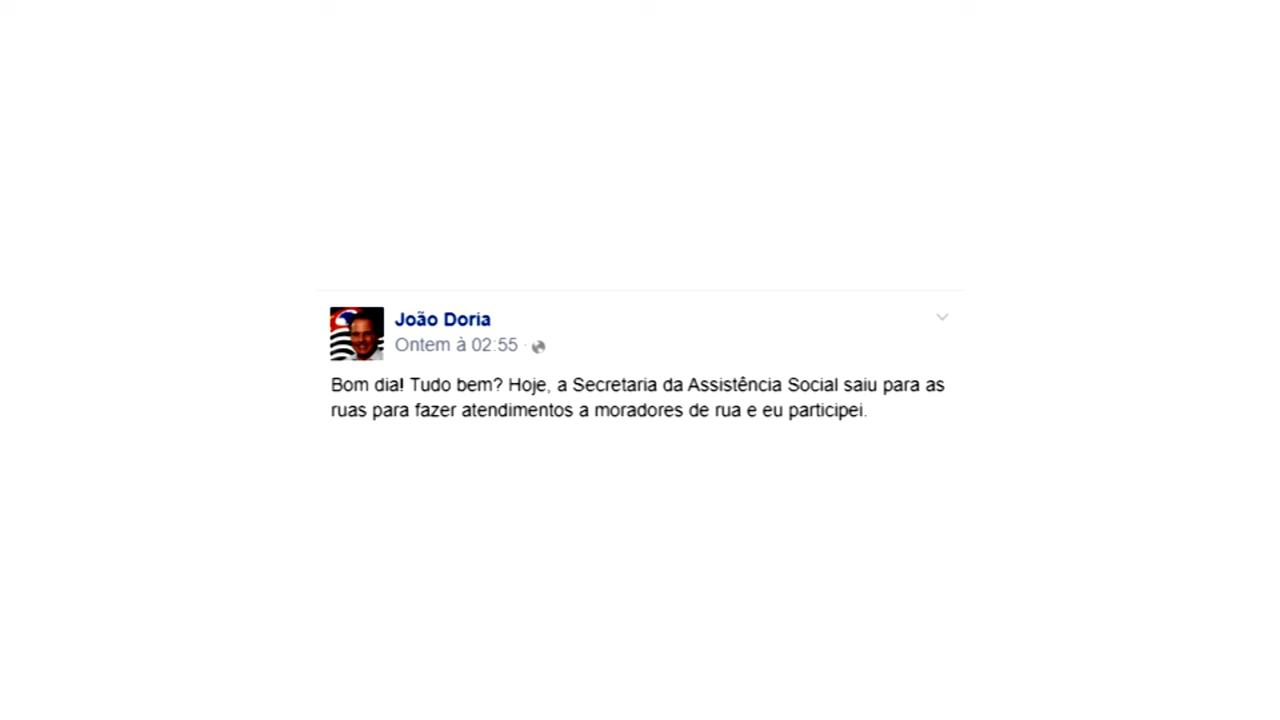 João Doria
Ontem à 02:55 ·
Bom dia! Tudo bem? Hoje, a Secretaria da Assistência Social saiu para as
ruas para fazer atendimentos a moradores de rua e eu participei.